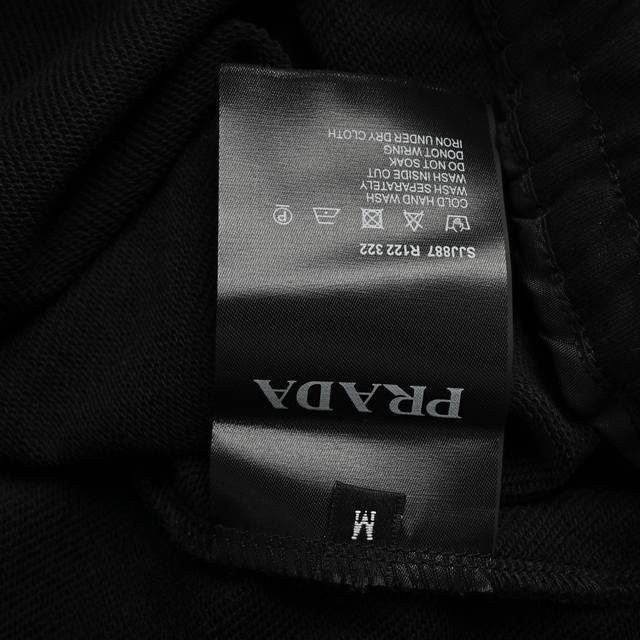 M
PRADA
SJJ887 R122 322
P
COLD HAND WASH
WASH SEPARATELY
WASH INSIDE OUT
DO NOT SOAK
DONOT WRING
IRON UNDER DRY CLOTH